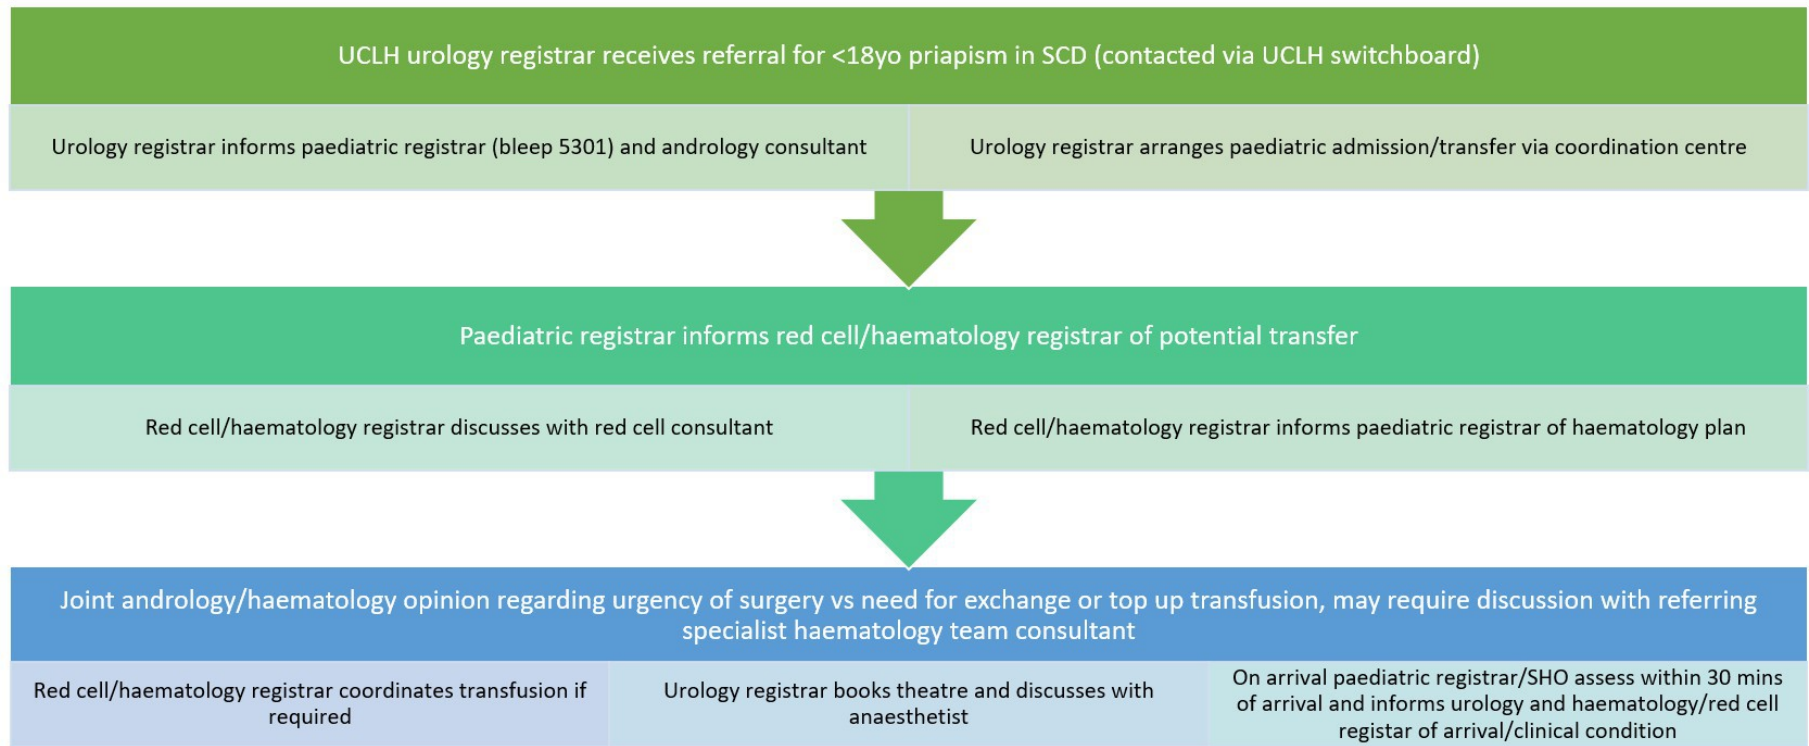 UCLH urology registrar receives referral for <18yo priapism in SCD (contacted via UCLH switchboard)
Urology registrar informs paediatric registrar (bleep 5301) and andrology consultant
Urology registrar arranges paediatric admission/transfer via coordination centre
Paediatric registrar informs red cell/haematology registrar of potential transfer
Red cell/haematology registrar discusses with red cell consultant
Red cell/haematology registrar informs paediatric registrar of haematology plan
Joint andrology/haematology opinion regarding urgency of surgery vs need for exchange or top up transfusion, may require discussion with referring
specialist haematology team consultant
Red cell/haematology registrar coordinates transfusion if
required
Urology registrar books theatre and discusses with
anaesthetist
On arrival paediatric registrar/SHO assess within 30 mins
of arrival and informs urology and haematology/red cell
registar of arrival/clinical condition